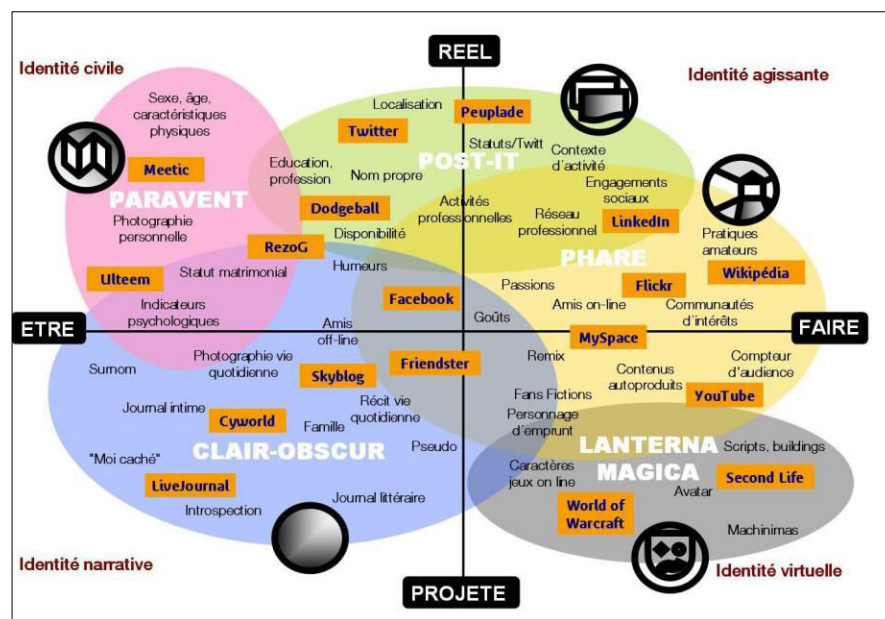 REEL
Identité civile
Identité agissante
Sexe, âge,
caractéristiques
physiques
Localisation
Peuplade
Twitter
Statuts/Twitt
Meetic
POST-IT
Contexte
d'activité
Education,
profession
Nom propre
Engagements
sociaux
PARAVENT
Dodgeball
Activités
professionnelles
Réseau
professionnel
LinkedIn
Photographie
personnelle
Disponibilité
Pratiques
amateurs
RezoG
PHARE
Ulteem
Statut matrimonial
Humeurs
Wikipédia
Passions
Flickr
Facebook
Amis on-line
Communautés
d'intérêts
Indicateurs
psychologiques
Goûts
ETRE
Amis
off-line
MySpace
FAIRE
Surnom
Photographie vie
quotidienne
Skyblog
Friendster
Remix
Contenus
autoproduits
Compteur
d'audience
YouTube
Journal intime
Cyworld
Récit vie
quotidienne
Famille
Fans Fictions
Personnage
d'emprunt
CLAIR-OBSCUR
Pseudo
LANTERNA
MAGICA
Scripts, buildings
"Moi caché"
Caractères
jeux on line
LiveJournal
Second Life
Avatar
Introspection
Journal littéraire
World of
Warcraft
Machinimas
Identité narrative
Identité virtuelle
PROJETE